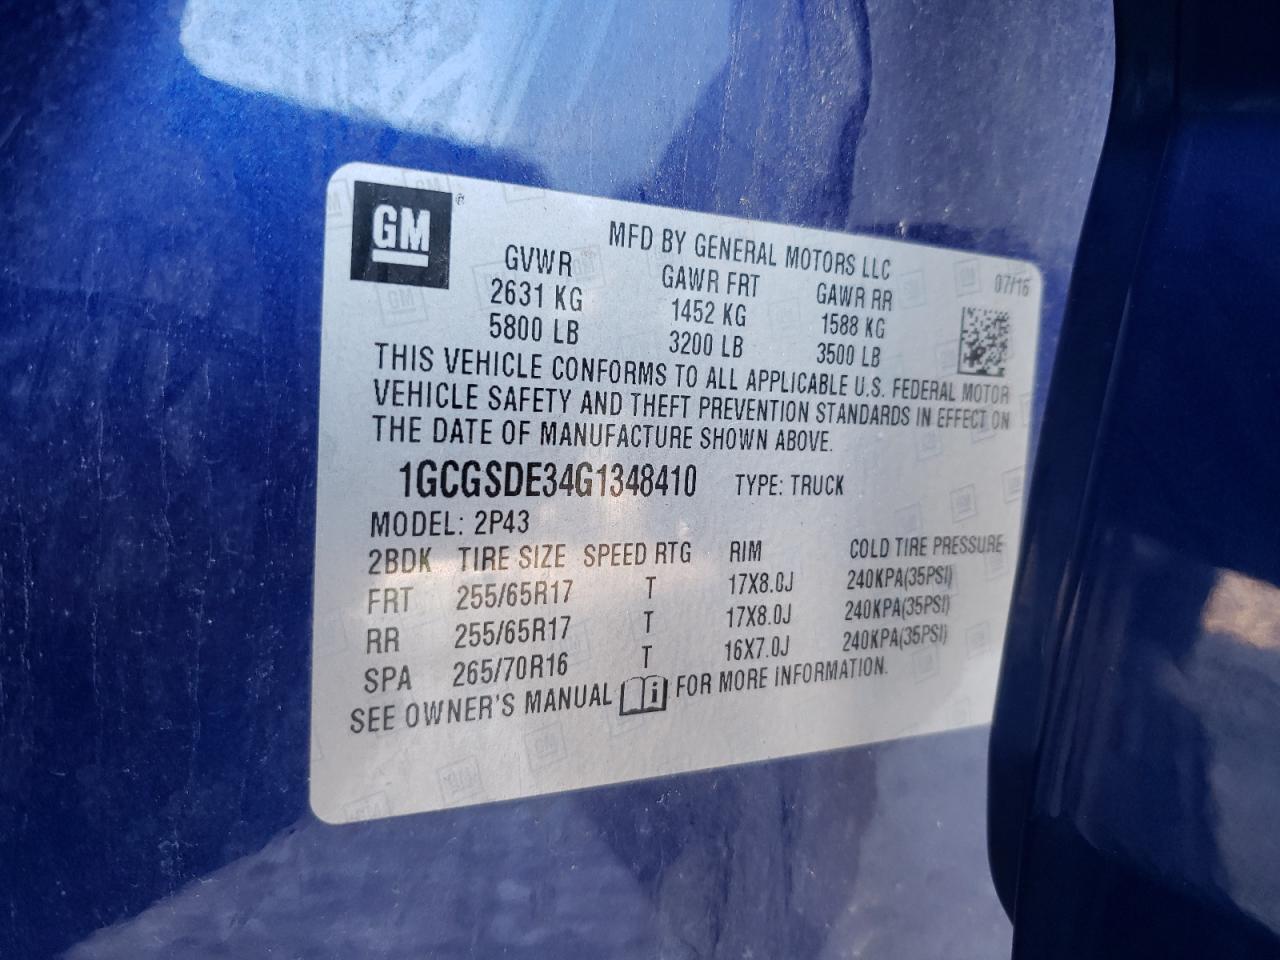 GM
MFD BY GENERAL MOTORS LLC
07/16
GVWR GAWR FRT GAWR RR
2631 KG 1452 KG 1588 KG
5800 LB 3200 LB 3500 LB
THIS VEHICLE CONFORMS TO ALL APPLICABLE U.S. FEDERAL MOTOR
VEHICLE SAFETY AND THEFT PREVENTION STANDARDS IN EFFECT ON
THE DATE OF MANUFACTURE SHOWN ABOVE.
1GCGSDE34G1348410 TYPE: TRUCK
MODEL: 2P43
2BDK TIRE SIZE SPEED RTG RIM COLD TIRE PRESSURE
FRT 255/65R17 T 17X8.0J 240KPA(35PSI)
RR 255/65R17 T 17X8.0J 240KPA(35PSI)
SPA 265/70R16 T 16X7.0J 240KPA(35PSI)
SEE OWNER'S MANUAL FOR MORE INFORMATION.